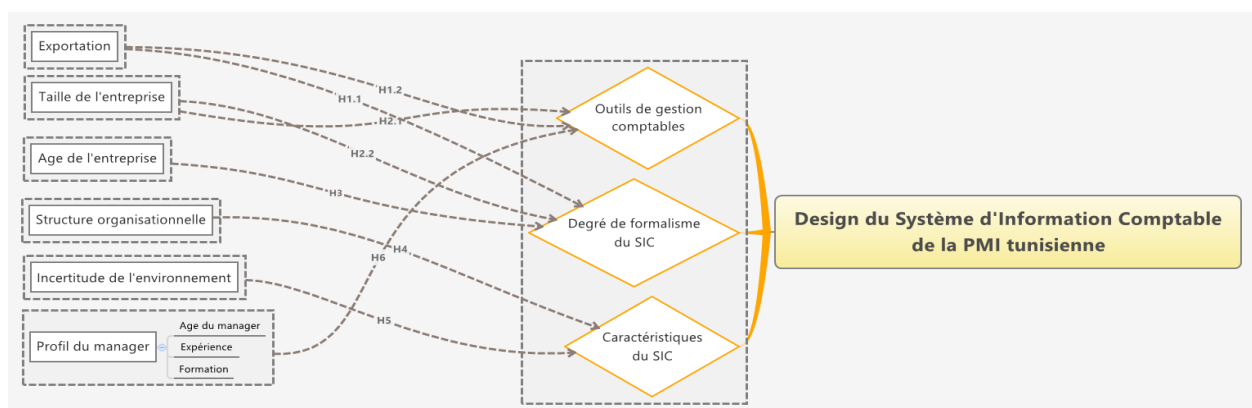 Exportation
Taille de l'entreprise
Age de l'entreprise
Structure organisationnelle
Incertitude de l'environnement
Profil du manager
Age du manager
Expérience
Formation
H1.2
H1.1
H2.1
H2.2
H3
H4
H6
H5
Outils de gestion
comptables
Degré de formalisme
du SIC
Caractéristiques
du SIC
Design du Système d'Information Comptable
de la PMI tunisienne